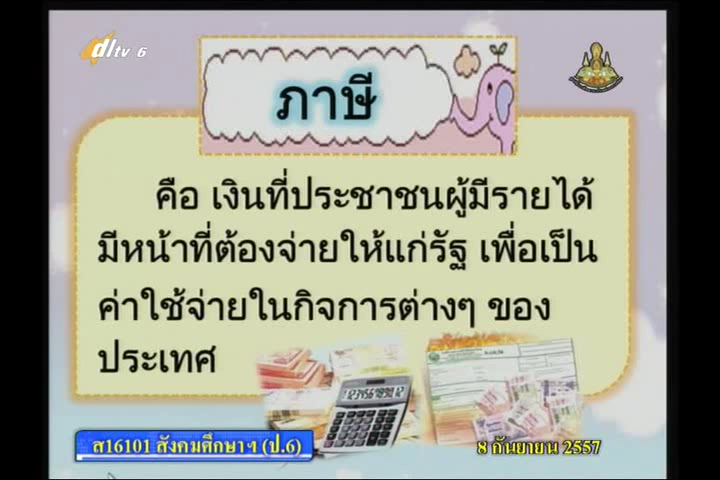 dltv 6
ภาษี
คือ เงินที่ประชาชนผู้มีรายได้
มีหน้าที่ต้องจ่ายให้แก่รัฐ เพื่อเป็น
ค่าใช้จ่ายในกิจการต่างๆ ของ
ประเทศ
ส16101 สังคมศึกษาฯ (ป.6)
8 กันยายน 2557